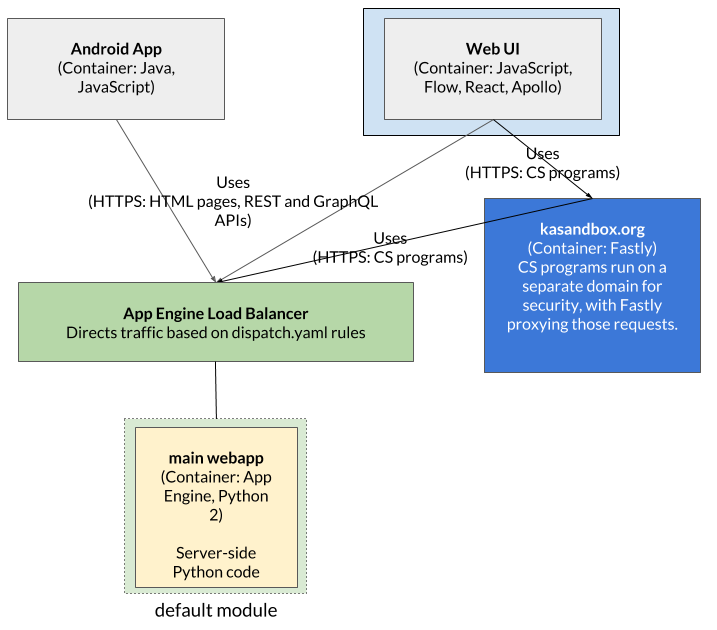 Android App
(Container: Java,
JavaScript)
Web UI
(Container: JavaScript,
Flow, React, Apollo)
Uses
(HTTPS: CS programs)
Uses
(HTTPS: HTML pages, REST and GraphQL
APIs)
Uses
(HTTPS: CS programs)
kasandbox.org
(Container: Fastly)
CS programs run on a
separate domain for
security, with Fastly
proxying those requests.
App Engine Load Balancer
Directs traffic based on dispatch.yaml rules
main webapp
(Container: App
Engine, Python
2)
Server-side
Python code
default module